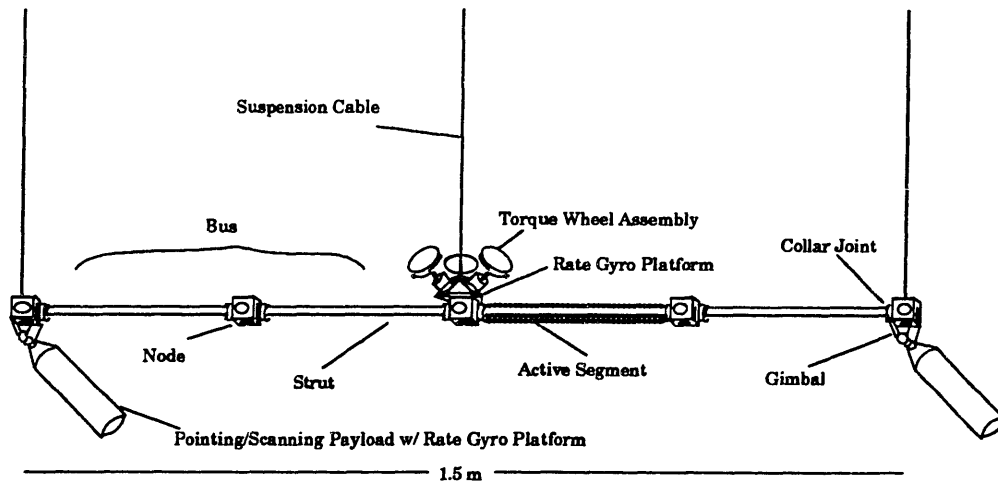 Suspension Cable
Bus
Torque Wheel Assembly
Collar Joint
Rate Gyro Platform
Node
Strut
Active Segment
Gimbal
Pointing/Scanning Payload w/ Rate Gyro Platform
1.5 m